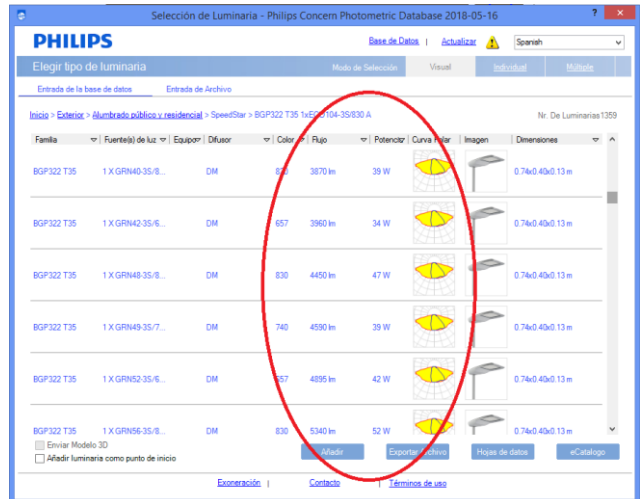 Selección de Luminaria - Philips Concern Photometric Database 2018-05-16
PHILIPS
Base de Datos | Actualizar Spanish
Elegir tipo de luminaria Modo de Selección Visual Individual Múltiple
Entrada de la base de datos Entrada de Archivo
Inicio > Exterior > Alumbrado público y residencial > SpeedStar > BGP322 T35 A
Nr. De Luminarias 1359
Familia Fuente(s) de luz Equipo Difusor Color Flujo Curva Polar Imagen Dimensiones
BGP322 T35 1 X GRN40-3S/8... DM 830 3870 lm 39 W 0.74x0.40x0.13 m
BGP322 T35 1 X GRN42-3S/6... DM 657 3960 lm 34 W 0.74x0.40x0.13 m
BGP322 T35 1 X GRN48-3S/8... DM 830 4450 lm 47 W 0.74x0.40x0.13 m
BGP322 T35 1 X GRN49-3S/7... DM 740 4590 lm 39 W 0.74x0.40x0.13 m
BGP322 T35 1 X GRN52-3S/6... DM 657 4895 lm 42 W 0.74x0.40x0.13 m
BGP322 T35 1 X GRN56-3S/8... DM 830 5340 lm 52 W 0.74x0.40x0.13 m
Enviar Modelo 3D
Añadir luminaria como punto de inicio
Añadir Exportar Archivo Hojas de datos eCatalogo
Exoneración | Contacto | Términos de uso